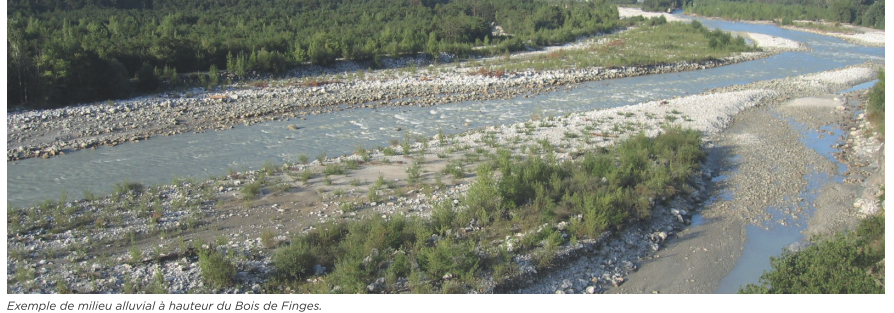 Exemple de milieu alluvial à hauteur du Bois de Finges.